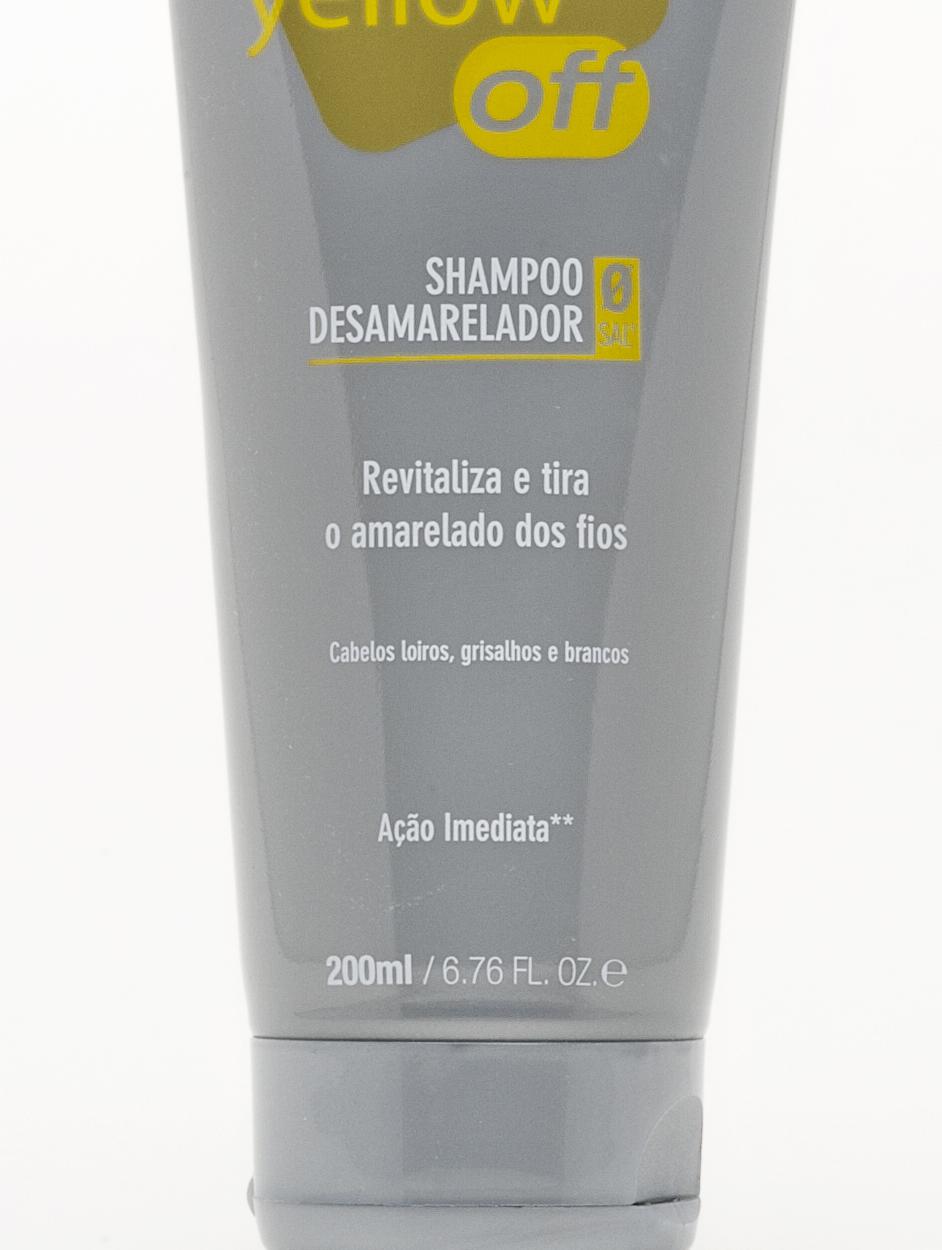 yellow
off
SHAMPOO
DESAMARELADOR
0
SAL*
Revitaliza e tira
o amarelado dos fios
Cabelos loiros, grisalhos e brancos
Ação Imediata**
200ml / 6.76 FL. OZ.℮